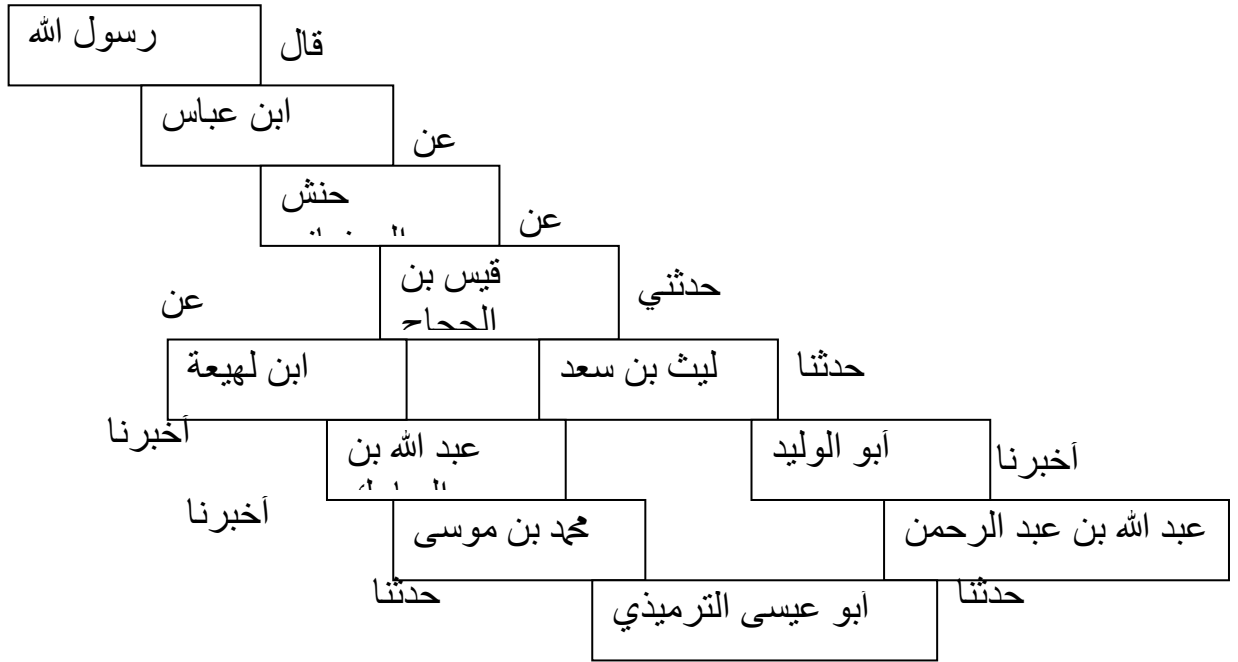 رسول الله
قال
ابن عباس
عن
حنش
عن
قيس بن
الحجاج
حدثني
عن
ابن لهيعة
ليث بن سعد
حدثنا
أخبرنا
عبد الله بن
أبو الوليد
أخبرنا
أخبرنا
محمد بن موسى
عبد الله بن عبد الرحمن
حدثنا
أبو عيسى الترميذي
حدثنا